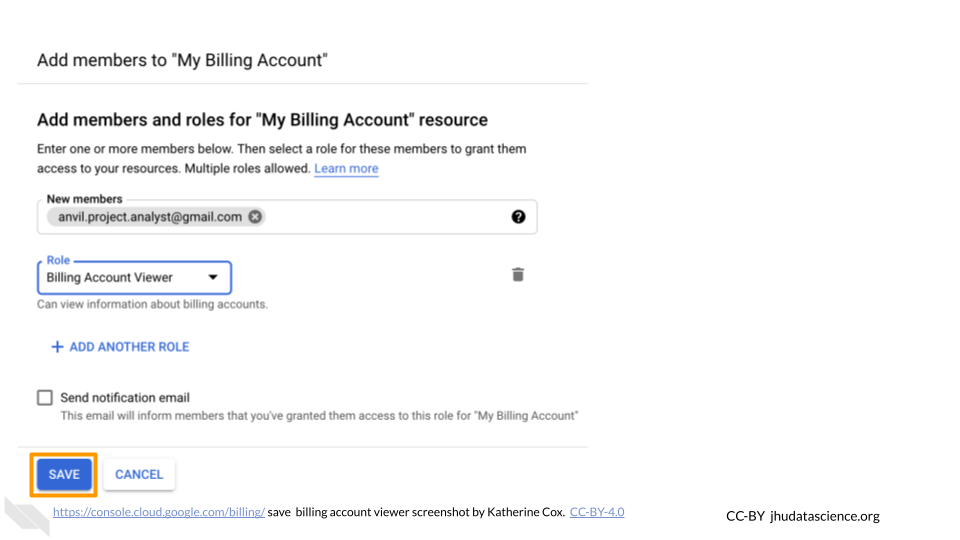 Add members to "My Billing Account"
Add members and roles for "My Billing Account" resource
Enter one or more members below. Then select a role for these members to grant them
access to your resources. Multiple roles allowed. Learn more
New members
anvil.project.analyst@gmail.com
Role
Billing Account Viewer
Can view information about billing accounts.
+ ADD ANOTHER ROLE
Send notification email
This email will inform members that you've granted them access to this role for "My Billing Account"
SAVE CANCEL
https://console.cloud.google.com/billing/ save billing account viewer screenshot by Katherine Cox. CC-BY-4.0
CC-BY jhudatascience.org